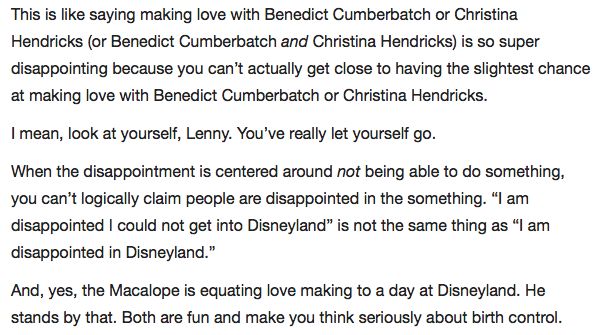 This is like saying making love with Benedict Cumberbatch or Christina
Hendricks (or Benedict Cumberbatch and Christina Hendricks) is so super
disappointing because you can’t actually get close to having the slightest chance
at making love with Benedict Cumberbatch or Christina Hendricks.
I mean, look at yourself, Lenny. You’ve really let yourself go.
When the disappointment is centered around not being able to do something,
you can’t logically claim people are disappointed in the something. “I am
disappointed I could not get into Disneyland” is not the same thing as “I am
disappointed in Disneyland.”
And, yes, the Macalope is equating love making to a day at Disneyland. He
stands by that. Both are fun and make you think seriously about birth control.